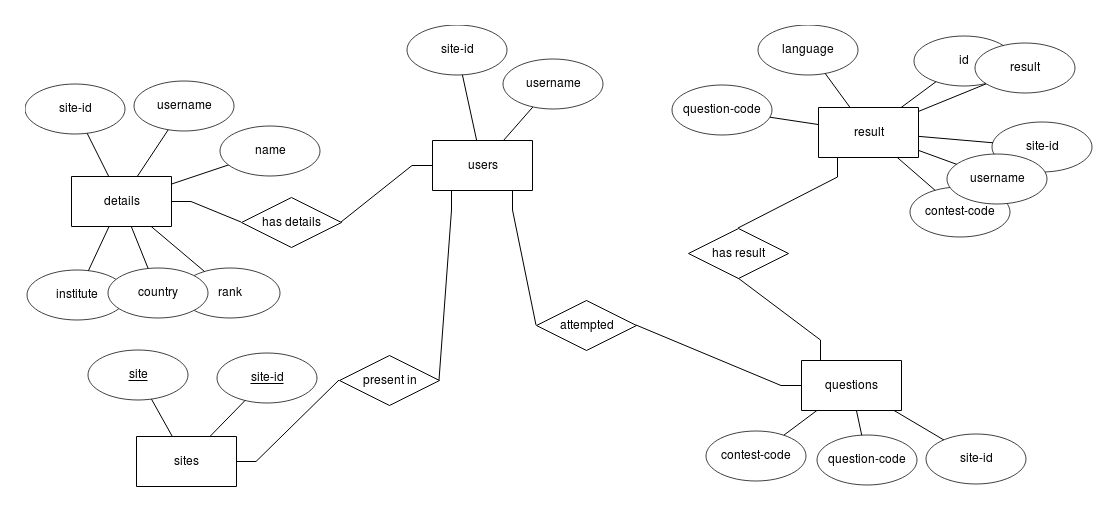 site-id
language
id
result
username
site-id
username
question-code
result
site-id
name
users
username
details
contest-code
has details
has result
institute
country
rank
attempted
site
site-id
present in
questions
sites
contest-code
question-code
site-id